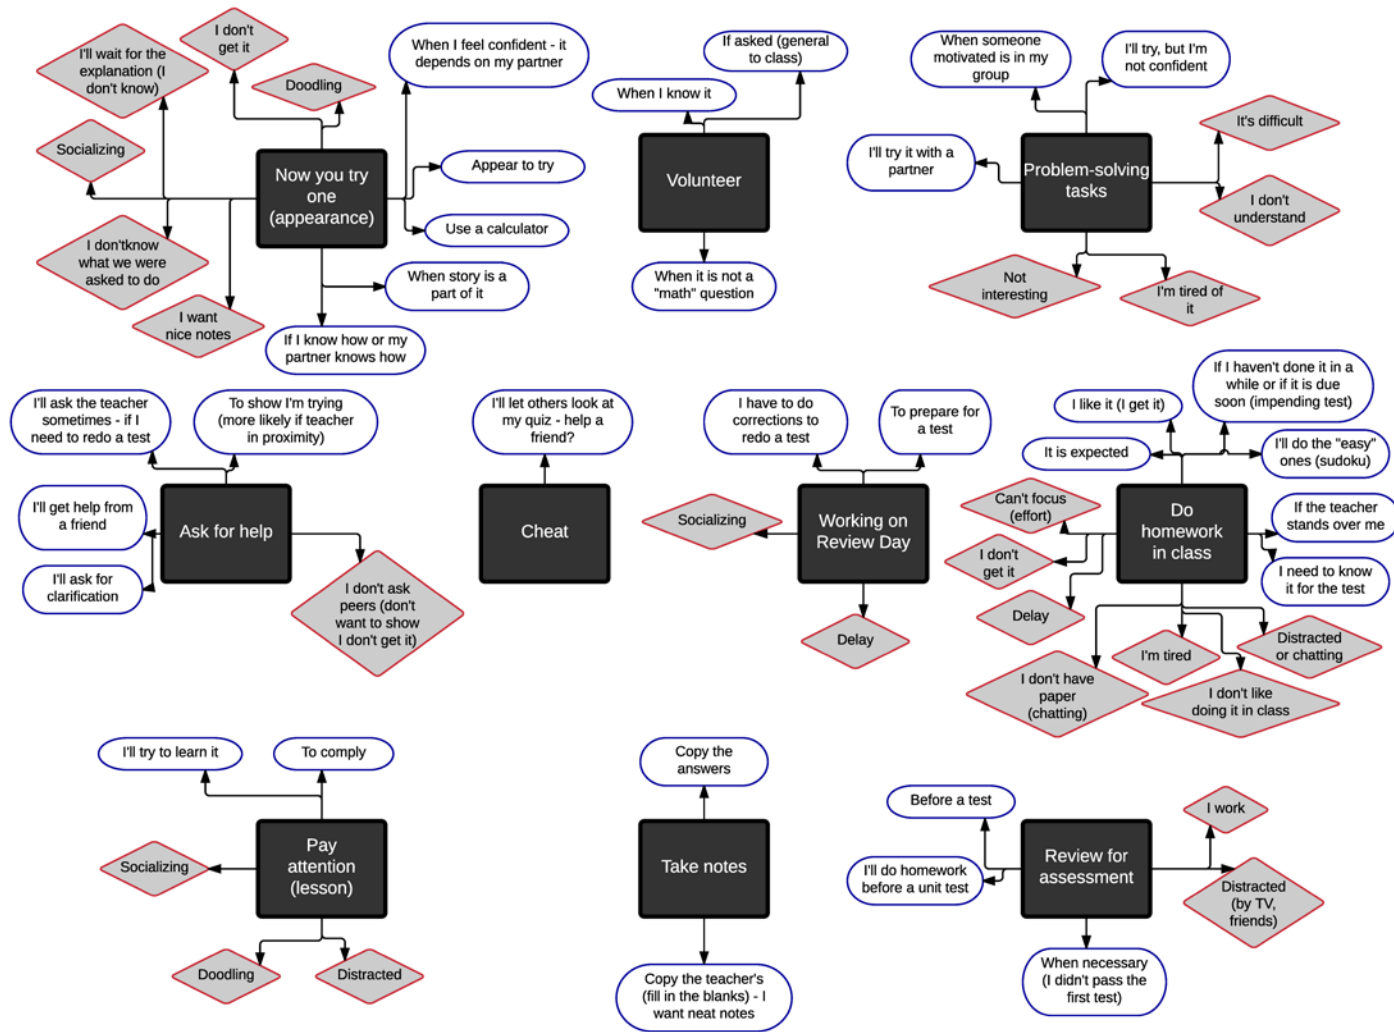 I'll wait for the
explanation (I
don't know)
I don't
get it
Doodling
When I feel confident - it
depends on my partner
Socializing
Now you try
one
(appearance)
Appear to try
Use a calculator
I don'tknow
what we were
asked to do
I want
nice notes
When story is a
part of it
If I know how or my
partner knows how
If asked (general
to class)
When I know it
Volunteer
When it is not a
"math" question
When someone
motivated is in my
group
I'll try, but I'm
not confident
I'll try it with a
partner
Problem-solving
tasks
It's difficult
I don't
understand
Not
interesting
I'm tired of
it
I'll ask the teacher
sometimes - if I
need to redo a test
To show I'm trying
(more likely if teacher
in proximity)
I'll get help from
a friend
Ask for help
I'll ask for
clarification
I don't ask
peers (don't
want to show
I don't get it)
I'll let others look at
my quiz - help a
friend?
Cheat
I have to do
corrections to
redo a test
To prepare for
a test
Socializing
Working on
Review Day
Delay
I like it (I get it)
If I haven't done it in a
while or if it is due
soon (impending test)
It is expected
I'll do the "easy"
ones (sudoku)
Can't focus
(effort)
Do
homework
in class
If the teacher
stands over me
I don't
get it
I need to know
it for the test
Delay
I don't have
paper
(chatting)
I'm tired
Distracted
or chatting
I don't like
doing it in class
I'll try to learn it
To comply
Socializing
Pay
attention
(lesson)
Doodling
Distracted
Copy the
answers
Take notes
Copy the teacher's
(fill in the blanks) - I
want neat notes
Before a test
I work
I'll do homework
before a unit test
Review for
assessment
Distracted
(by TV,
friends)
When necessary
(I didn't pass the
first test)